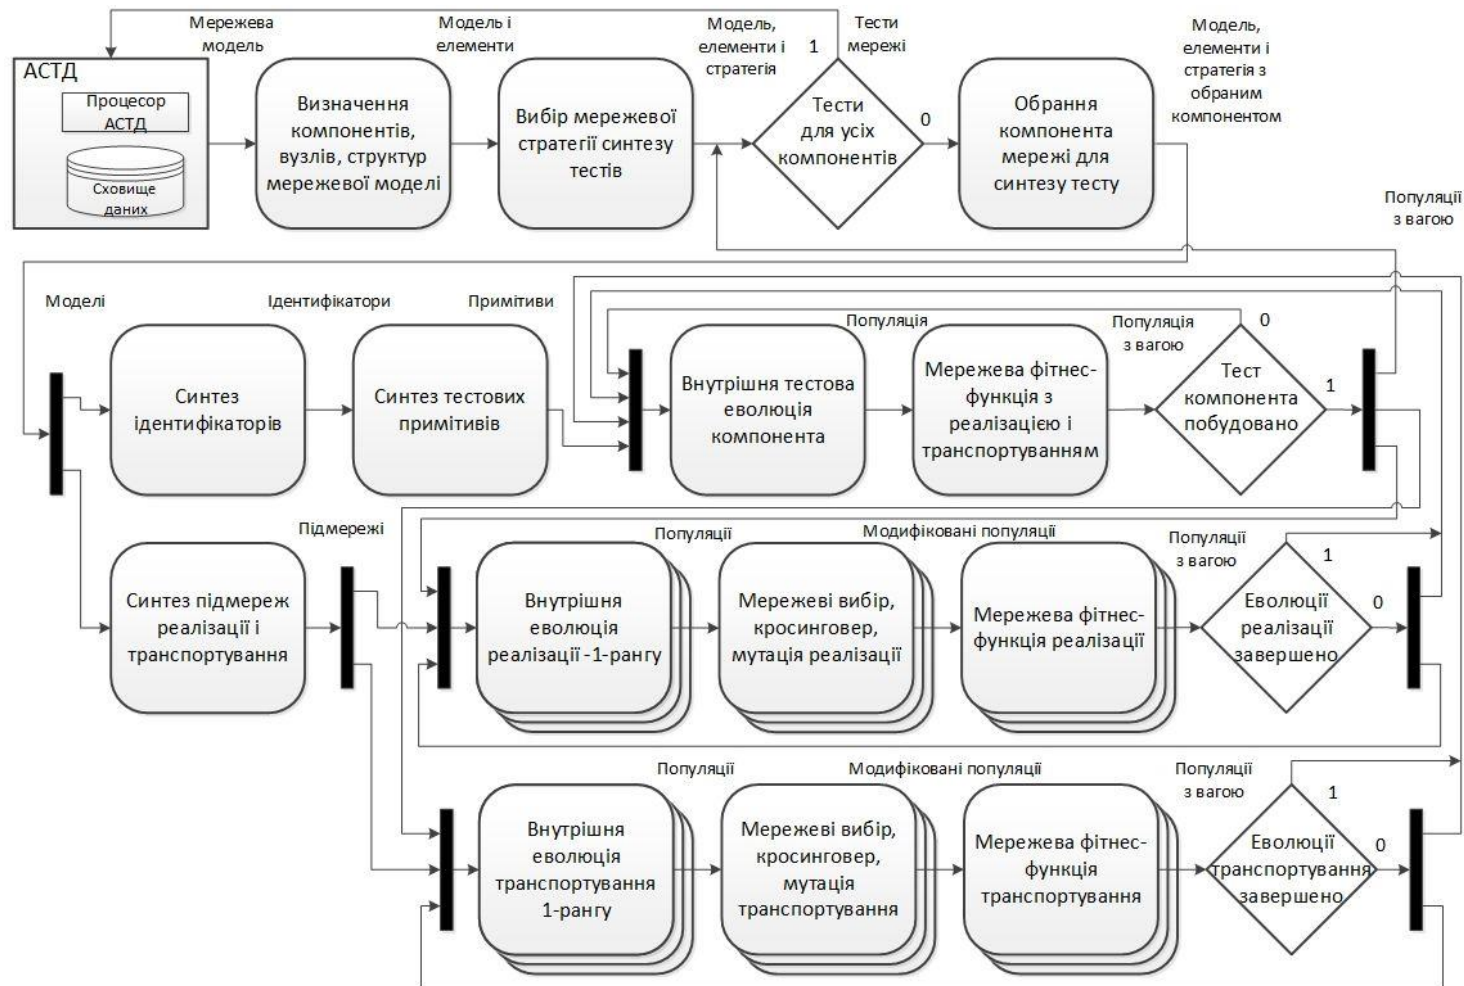 Мережева
модель
Модель і
елементи
Модель,
елементи і
стратегія
1
Тести
мережі
Модель,
елементи і
стратегія з
обраним
компонентом
АСТД
Процесор
АСТД
Сховище
даних
Визначення
компонентів,
вузлів, структур
мережевої моделі
Вибір мережевої
стратегії синтезу
тестів
Тести
для усіх
компонентів
0
Обрання
компонента
мережі для
синтезу тесту
Популяції
з вагою
Моделі
Ідентифікатори
Примітиви
Популяція
Популяція
з вагою
0
Синтез
ідентифікаторів
Синтез тестових
примітивів
Внутрішня тестова
еволюція
компонента
Мережева фітнес-
функція з
реалізацією і
транспортуванням
Тест
компонента
побудовано
1
Підмережі
Популяції
Модифіковані популяції
Популяції
з вагою
1
Синтез підмереж
реалізації і
транспортування
Внутрішня
еволюція
реалізації -1-рангу
Мережеві вибір,
кросинговер,
мутація реалізації
Мережева фітнес-
функція реалізації
Еволюції
реалізації
завершено
0
Популяції
Модифіковані популяції
Популяції
з вагою
1
Внутрішня
еволюція
транспортування
1-рангу
Мережеві вибір,
кросинговер,
мутація
транспортування
Мережева фітнес-
функція
транспортування
Еволюції
транспортування
завершено
0